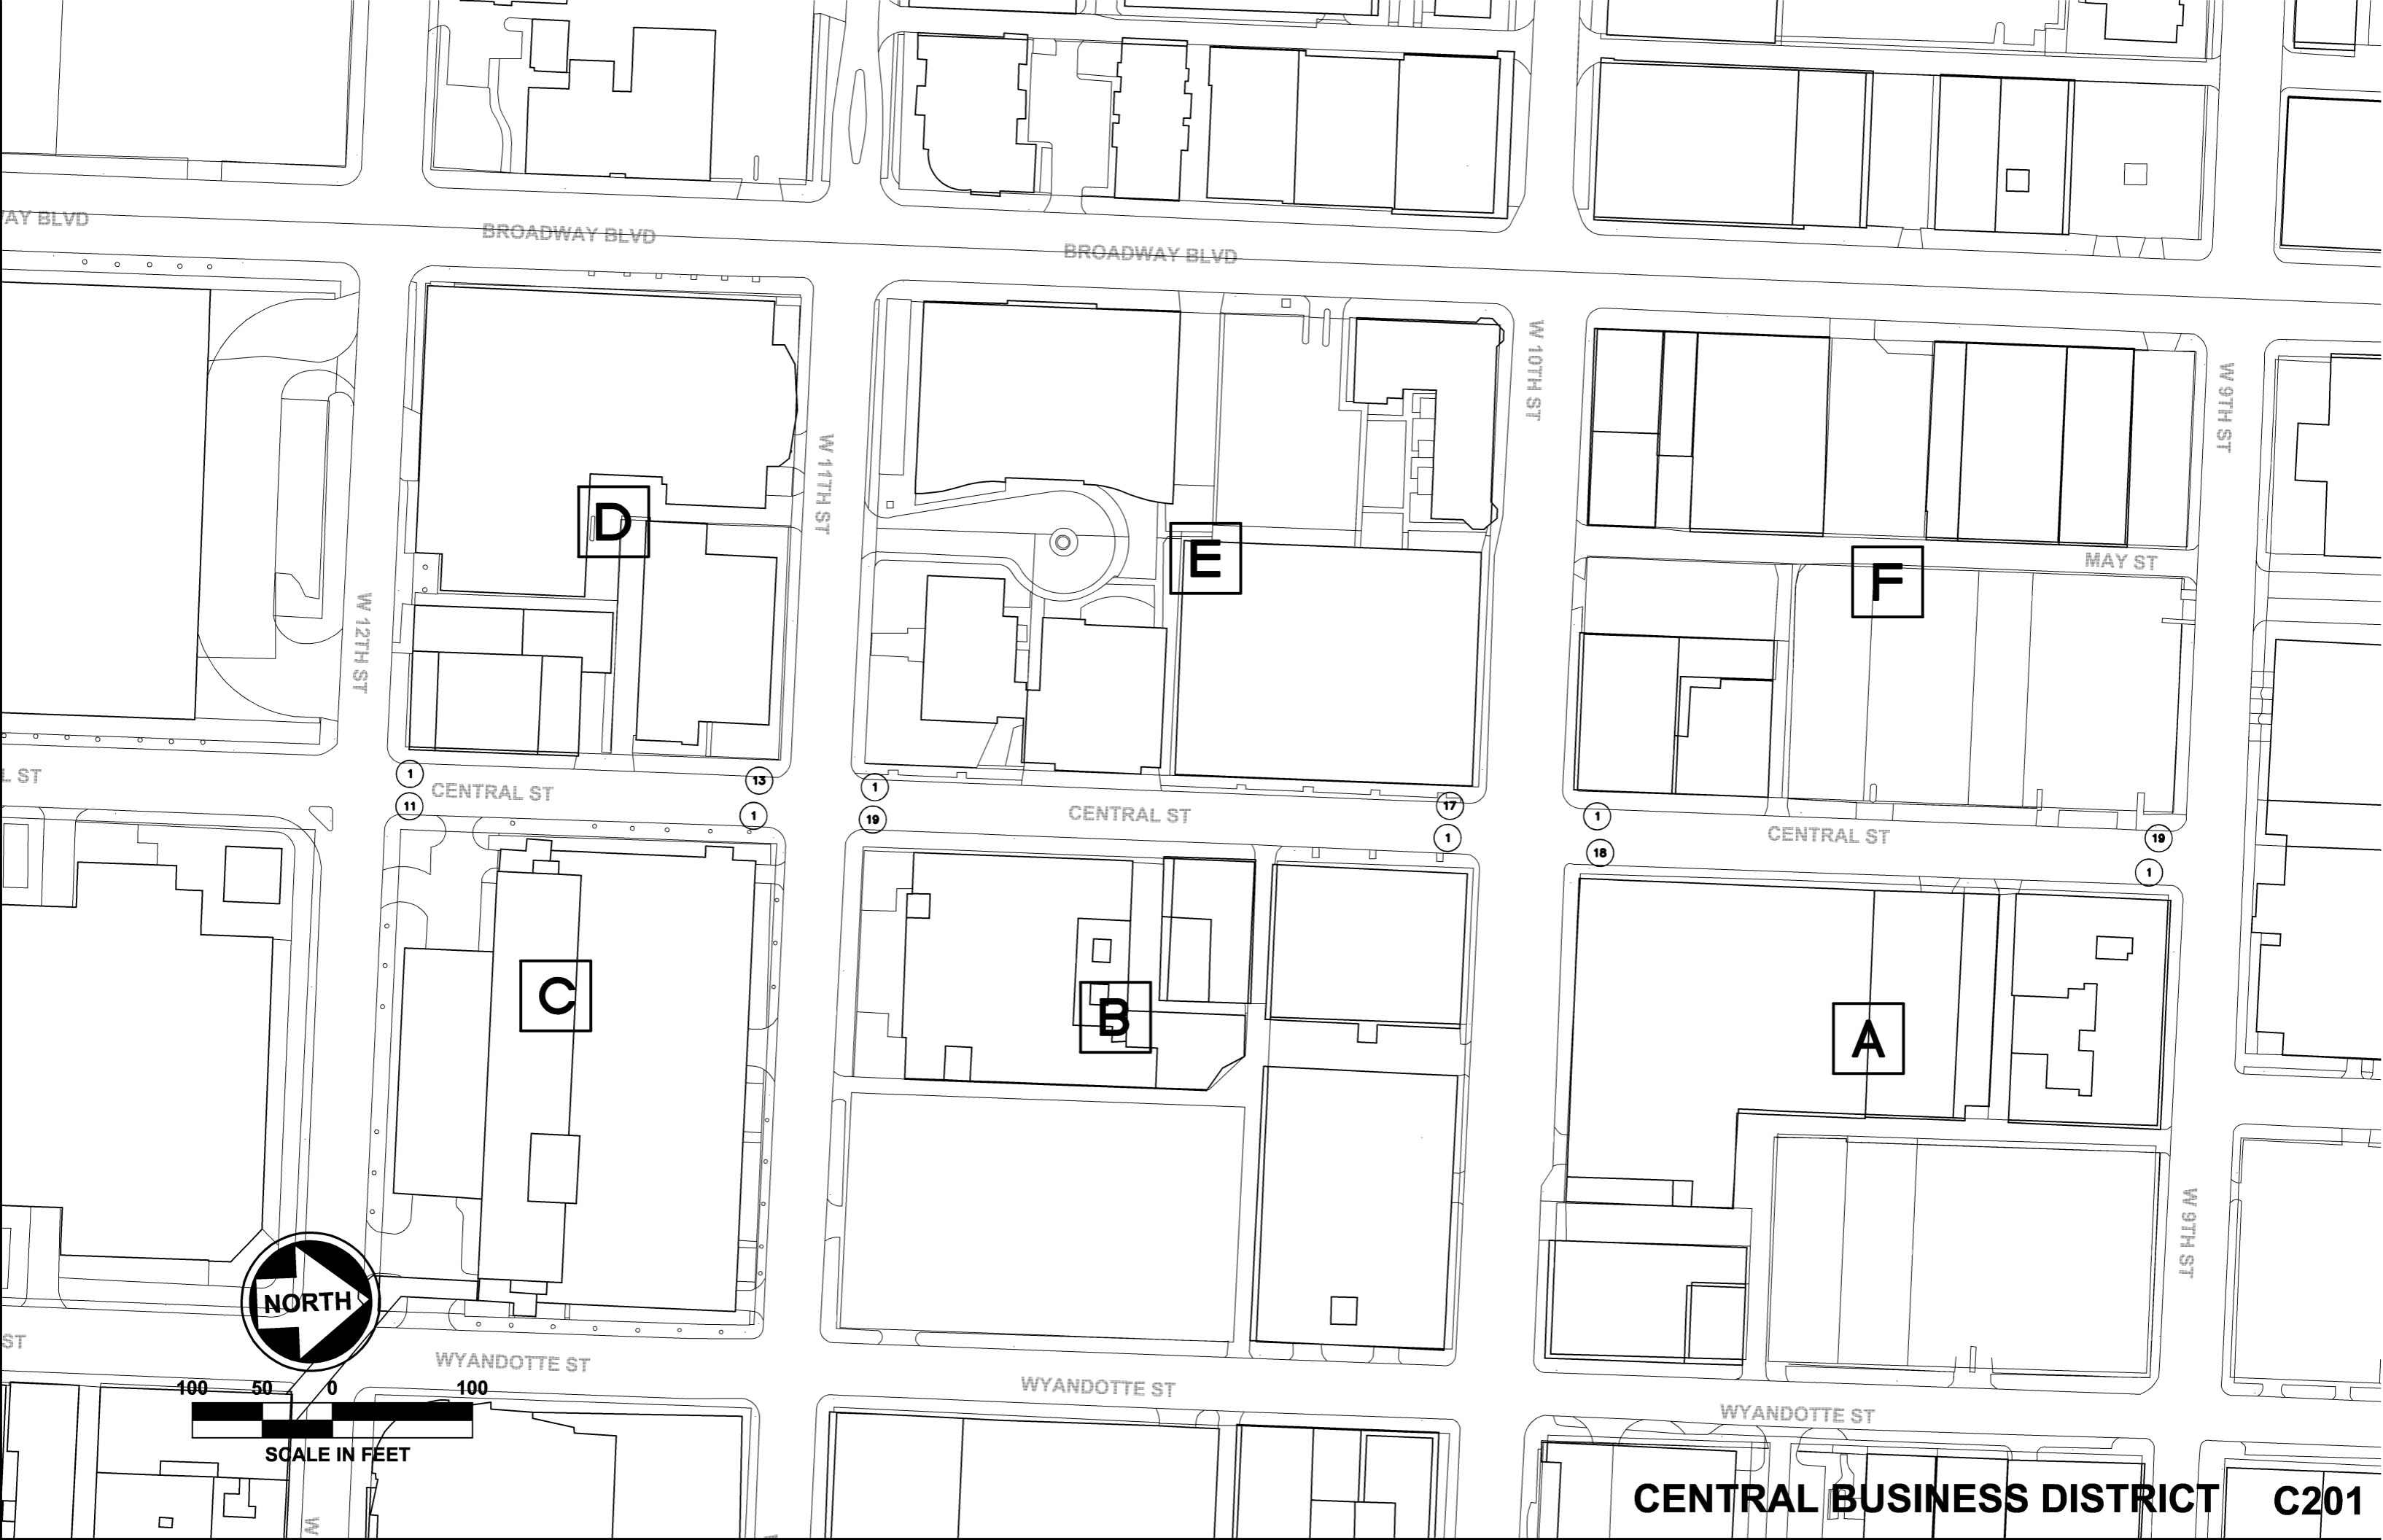 WAY BLVD
BROADWAY BLVD
BROADWAY BLVD
W 10TH ST
W 9TH ST
W 11TH ST
D
E
MAY ST
F
W 12TH ST
L ST
1
13
CENTRAL ST
11
1
1
17
CENTRAL ST
19
1
1
19
CENTRAL ST
18
1
C
B
A
W 9TH ST
NORTH
ST
WYANDOTTE ST
WYANDOTTE ST
WYANDOTTE ST
100 50 0 100
SCALE IN FEET
W
CENTRAL BUSINESS DISTRICT C201